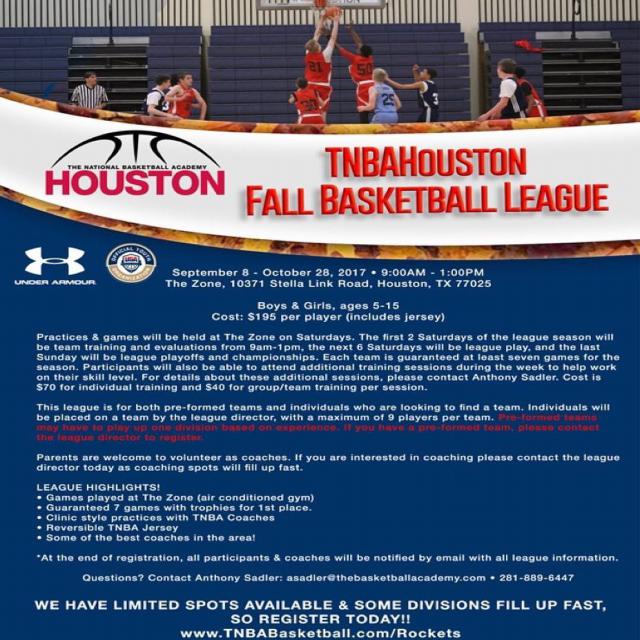 21
50
30
25
THE NATIONAL BASKETBALL ACADEMY
HOUSTON
TNBAHOUSTON
FALL BASKETBALL LEAGUE
UNDER ARMOUR.
OFFICIAL YOUTH
ORGANIZATION
September 8 - October 28, 2017 • 9:00AM - 1:00PM
The Zone, 10371 Stella Link Road, Houston, TX 77025
Boys & Girls, ages 5-15
Cost: $195 per player (includes jersey)
Practices & games will be held at The Zone on Saturdays. The first 2 Saturdays of the league season will
be team training and evaluations from 9am-1pm, the next 6 Saturdays will be league play, and the last
Sunday will be league playoffs and championships. Each team is guaranteed at least seven games for the
season. Participants will also be able to attend additional training sessions during the week to help work
on their skill level. For details about these additional sessions, please contact Anthony Sadler. Cost is
$70 for individual training and $40 for group/team training per session.
This league is for both pre-formed teams and individuals who are looking to find a team. Individuals will
be placed on a team by the league director, with a maximum of 9 players per team. Pre-formed teams
may have to play up one division based on experience. If you have a pre-formed team, please contact
the league director to register.
Parents are welcome to volunteer as coaches. If you are interested in coaching please contact the league
director today as coaching spots will fill up fast.
LEAGUE HIGHLIGHTS!
• Games played at The Zone (air conditioned gym)
• Guaranteed 7 games with trophies for 1st place.
• Clinic style practices with TNBA Coaches
• Reversible TNBA Jersey
• Some of the best coaches in the area!
*At the end of registration, all participants & coaches will be notified by email with all league information.
Questions? Contact Anthony Sadler: asadler@thebasketballacademy.com • 281-889-6447
WE HAVE LIMITED SPOTS AVAILABLE & SOME DIVISIONS FILL UP FAST,
SO REGISTER TODAY!!
www.TNBABasketball.com/Rockets